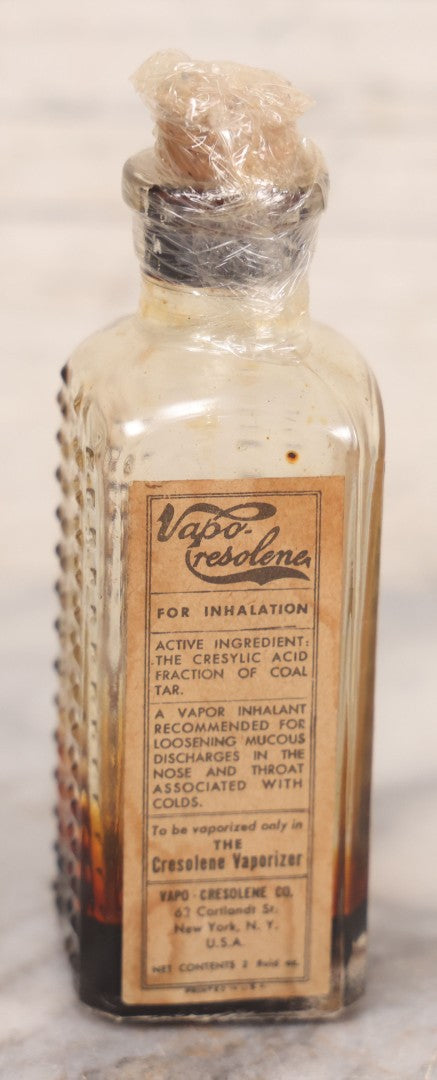 Vapo-
Cresolene
FOR INHALATION
ACTIVE INGREDIENT:
THE CRESYLIC ACID
FRACTION OF COAL
TAR.
A VAPOR INHALANT
RECOMMENDED FOR
LOOSENING MUCOUS
DISCHARGES IN THE
NOSE AND THROAT
ASSOCIATED WITH
COLDS.
To be vaporized only in
THE
Cresolene Vaporizer
VAPO-CRESOLENE CO.
62 Cortlandt St.
New York, N. Y.
U.S.A.
NET CONTENTS 2 fluid oz.
PRINTED IN U.S.A.